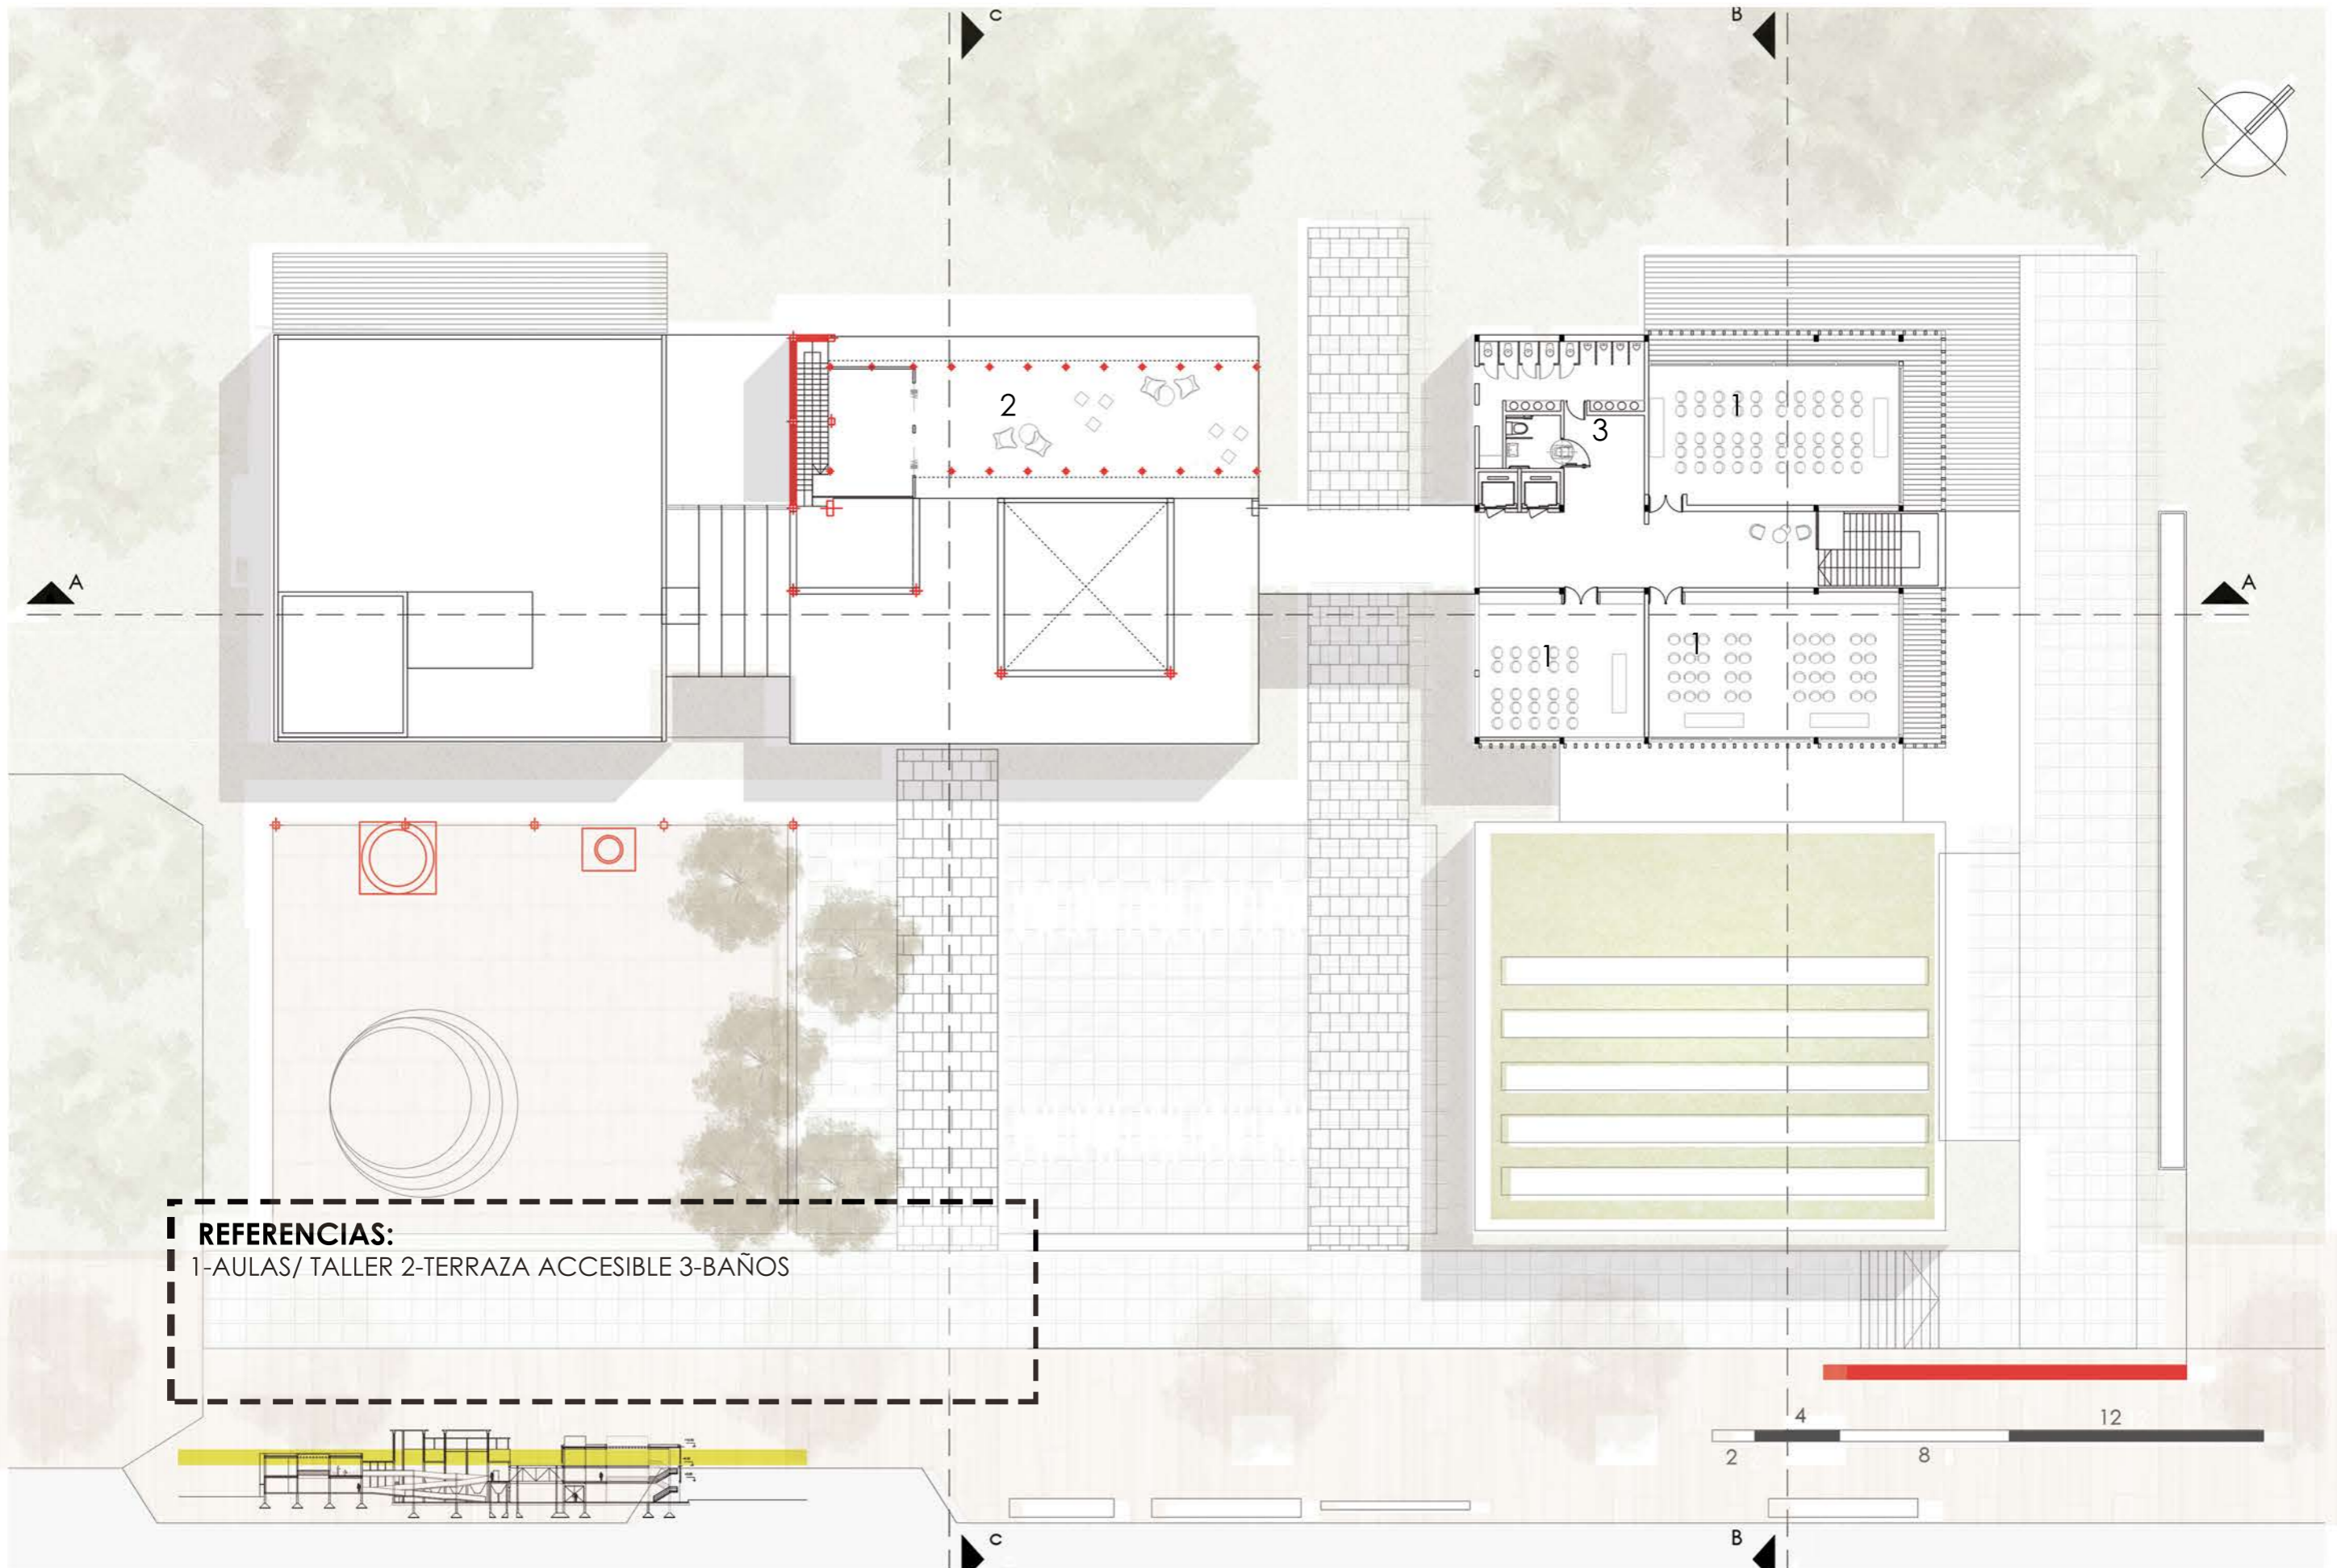 C
B
2
1
3
A
A
1
1
REFERENCIAS:
1-AULAS/ TALLER 2-TERRAZA ACCESIBLE 3-BAÑOS
4
12
2
8
C
B